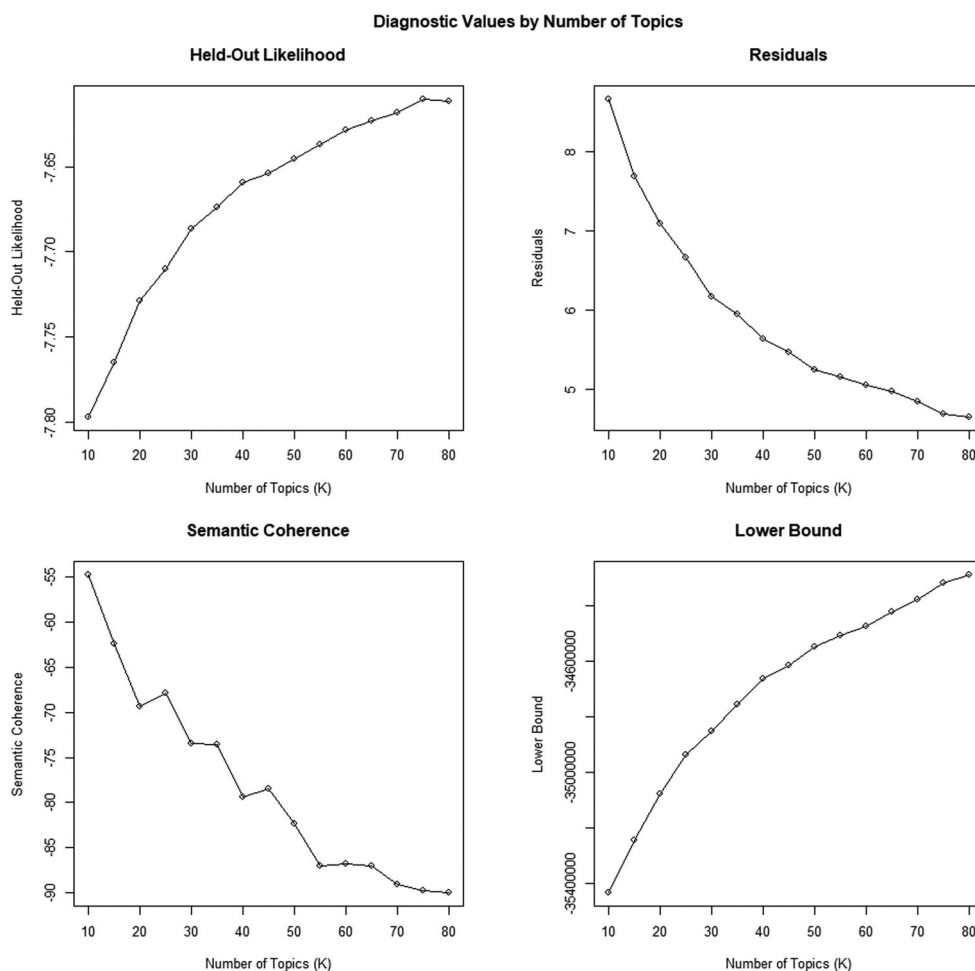 Diagnostic Values by Number of Topics
Held-Out Likelihood
Held-Out Likelihood
-7.65
-7.70
-7.75
-7.80
10 20 30 40 50 60 70 80
Number of Topics (K)
Residuals
Residuals
8
7
6
5
10 20 30 40 50 60 70 80
Number of Topics (K)
Semantic Coherence
Semantic Coherence
-55
-60
-65
-70
-75
-80
-85
-90
10 20 30 40 50 60 70 80
Number of Topics (K)
Lower Bound
Lower Bound
-34600000
-35000000
-35400000
10 20 30 40 50 60 70 80
Number of Topics (K)